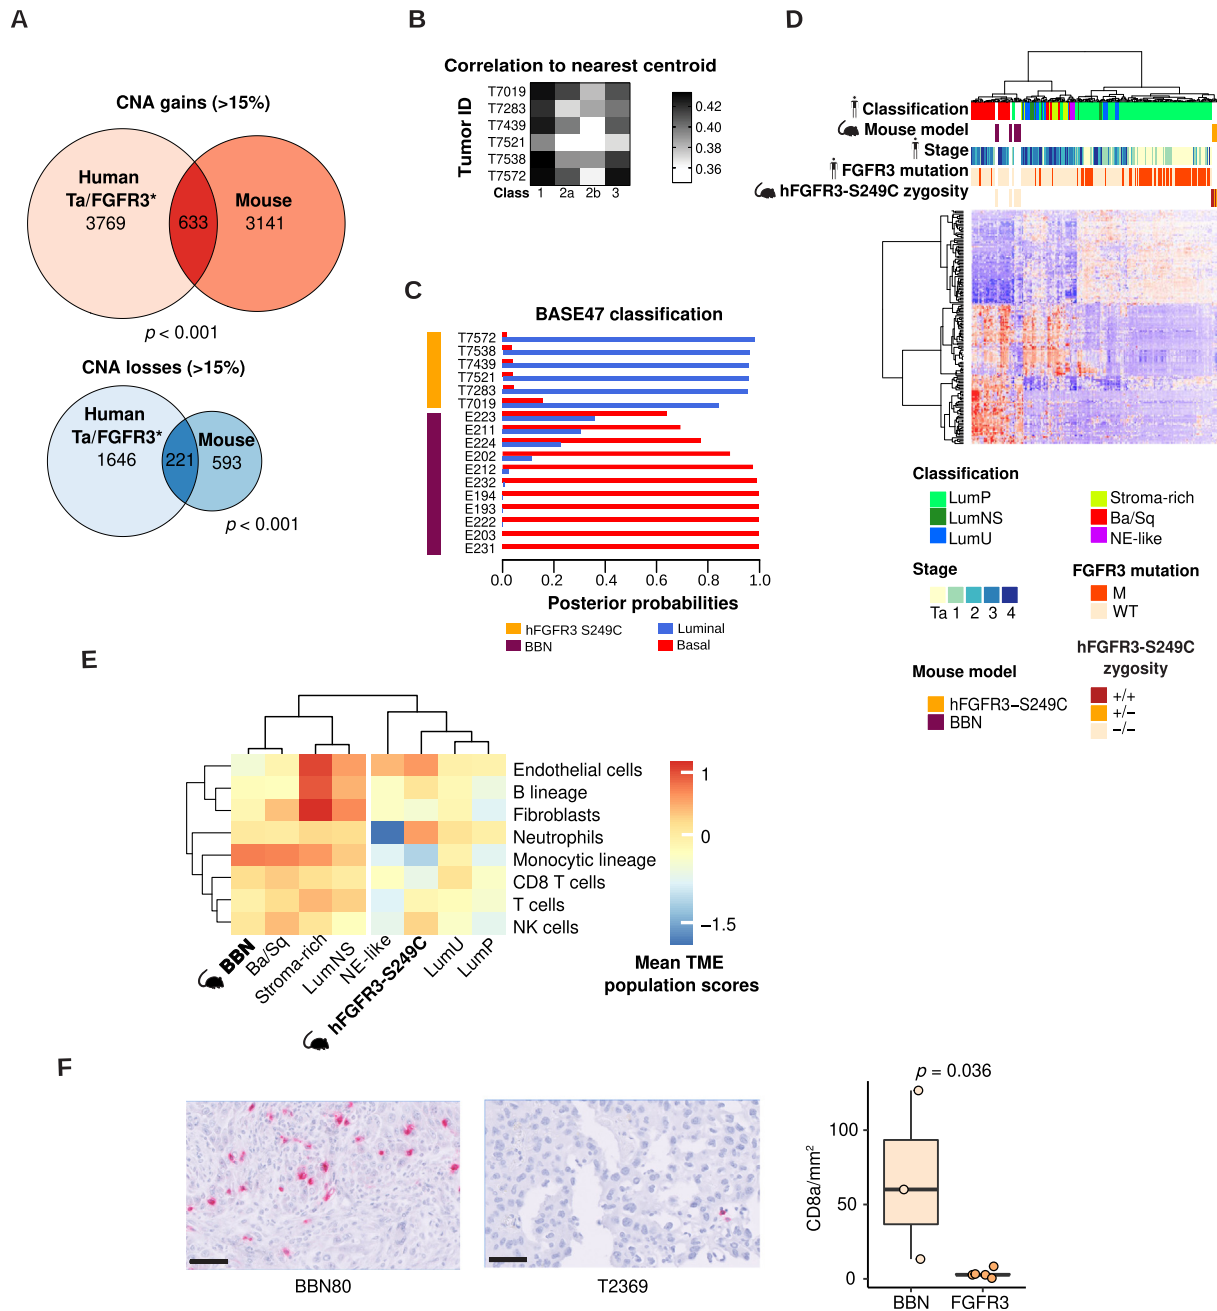 A
CNA gains (>15%)
Human
Ta/FGFR3*
3769
633
Mouse
3141
p < 0.001
CNA losses (>15%)
Human
Ta/FGFR3*
1646
221
Mouse
593
p < 0.001
B
Correlation to nearest centroid
Tumor ID
T7019
T7283
T7439
T7521
T7538
T7572
Class 1 2a 2b 3
0.42
0.40
0.38
0.36
C
BASE47 classification
T7572
T7538
T7439
T7521
T7283
T7019
E223
E211
E224
E202
E212
E232
E194
E193
E222
E203
E231
0.0 0.2 0.4 0.6 0.8 1.0
Posterior probabilities
hFGFR3 S249C
BBN
Luminal
Basal
D
Classification
Mouse model
Stage
FGFR3 mutation
hFGFR3-S249C zygosity
Classification
LumP
LumNS
LumU
Stroma-rich
Ba/Sq
NE-like
Stage
Ta 1 2 3 4
FGFR3 mutation
M
WT
Mouse model
hFGFR3–S249C
BBN
hFGFR3-S249C
zygosity
+/+
+/−
−/−
E
Endothelial cells
B lineage
Fibroblasts
Neutrophils
Monocytic lineage
CD8 T cells
T cells
NK cells
BBN
Ba/Sq
Stroma-rich
LumNS
NE-like
hFGFR3-S249C
LumU
LumP
1
0
−1.5
Mean TME
population scores
F
BBN80
T2369
p = 0.036
CD8a/mm²
100
50
0
BBN FGFR3